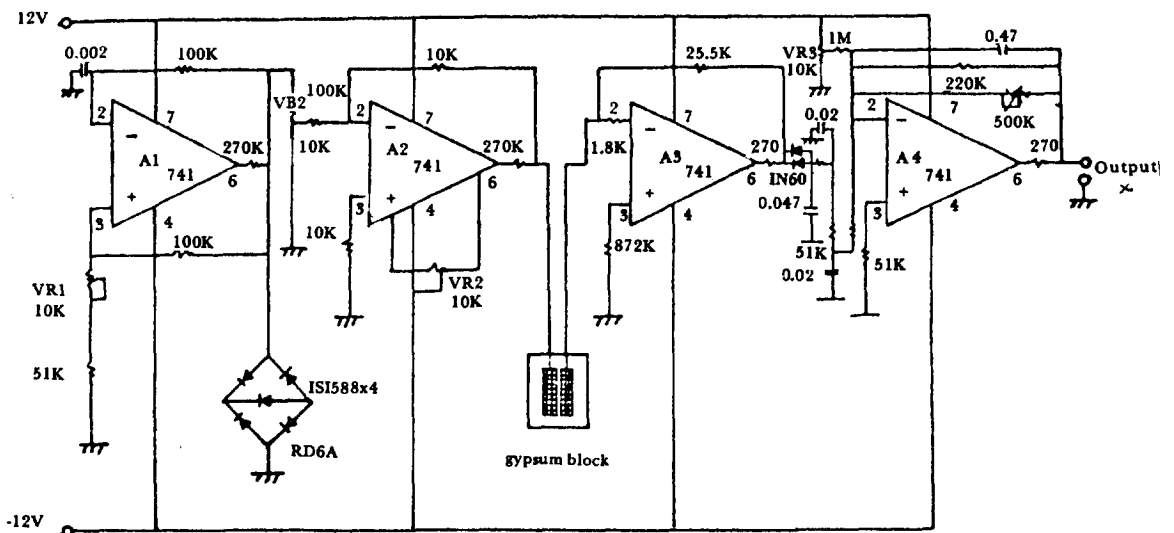 12V
0.002
100K
2
7
−
A1
741
6
270K
+
3
4
100K
VR1
10K
51K
ISI588x4
RD6A
-12V
VB2
100K
10K
10K
2
7
−
A2
741
6
270K
+
3
4
10K
VR2
10K
gypsum block
25.5K
2
7
−
1.8K
A3
741
6
270
+
3
4
872K
IN60
0.047
0.02
51K
0.02
VR3
10K
1M
0.47
220K
500K
2
7
−
A4
741
6
270
+
3
4
51K
Output